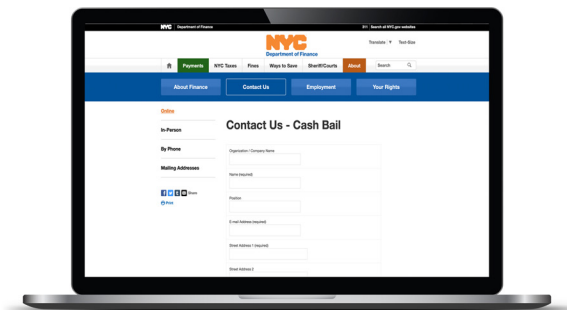 NYC Department of Finance
311 Search all NYC.gov websites
NYC
Department of Finance
Translate ▼ Text-Size
Payments NYC Taxes Fines Ways to Save Sheriff/Courts About Search
About Finance Contact Us Employment Your Rights
Online
In-Person
By Phone
Mailing Addresses
Share
Print
Contact Us - Cash Bail
Organization / Company Name
Name (required)
Position
E-mail Address (required)
Street Address 1 (required)
Street Address 2